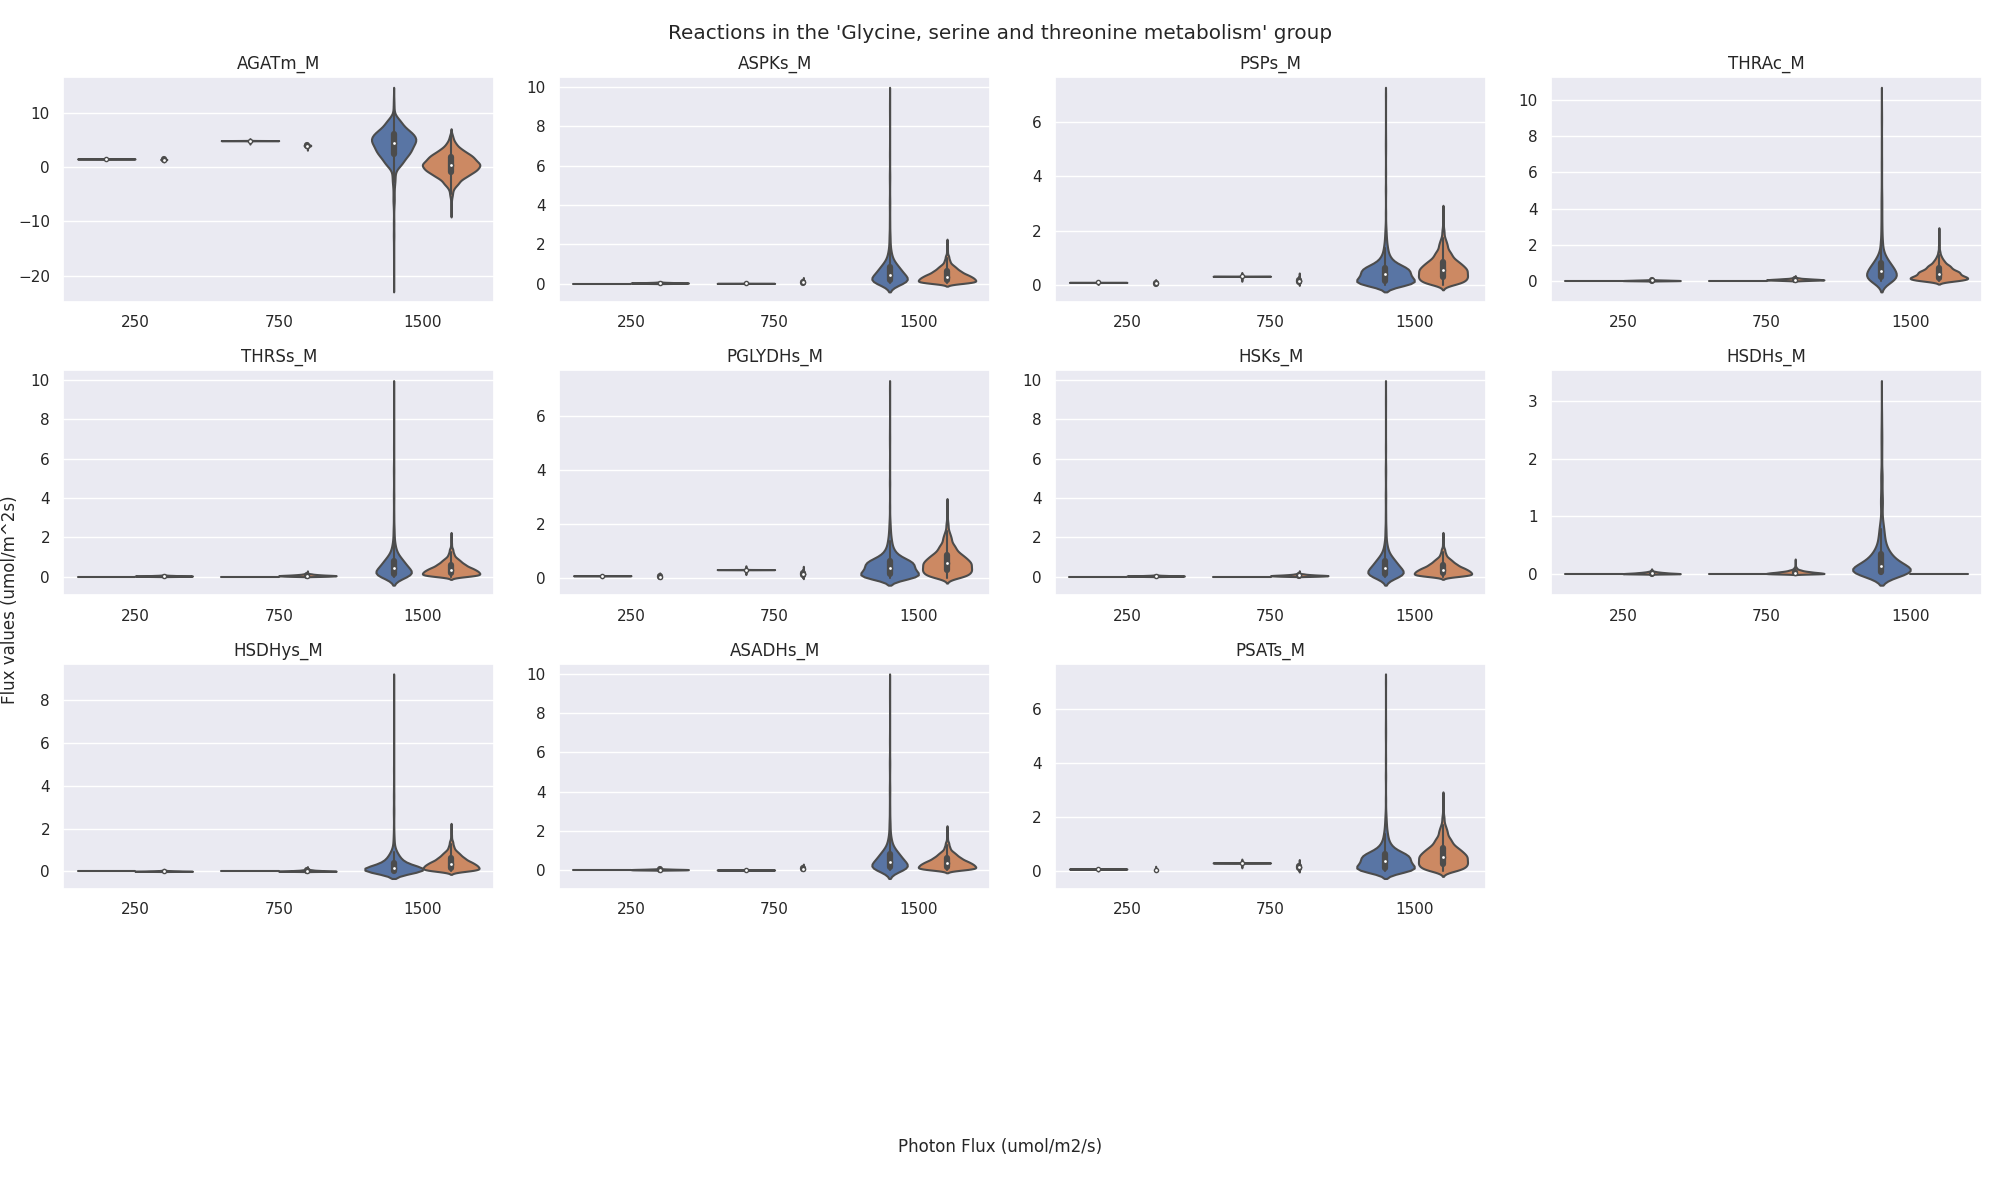 Reactions in the 'Glycine, serine and threonine metabolism' group
AGATm_M
10
0
−10
−20
250 750 1500
ASPKs_M
10
8
6
4
2
0
250 750 1500
PSPs_M
6
4
2
0
250 750 1500
THRAc_M
10
8
6
4
2
0
250 750 1500
THRSs_M
10
8
6
4
2
0
250 750 1500
PGLYDHs_M
6
4
2
0
250 750 1500
HSKs_M
10
8
6
4
2
0
250 750 1500
HSDHs_M
3
2
1
0
250 750 1500
HSDHys_M
8
6
4
2
0
250 750 1500
ASADHs_M
10
8
6
4
2
0
250 750 1500
PSATs_M
6
4
2
0
250 750 1500
Flux values (umol/m^2s)
Photon Flux (umol/m2/s)